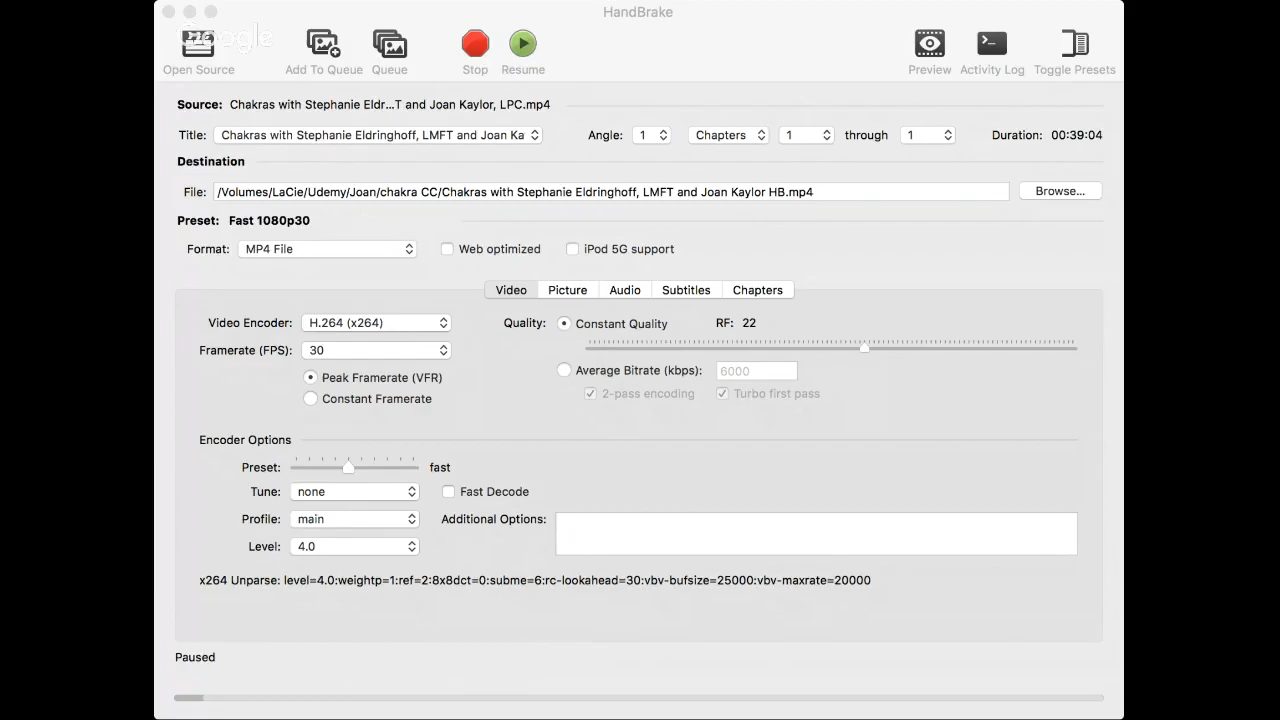 HandBrake
Google
Open Source Add To Queue Queue Stop Resume Preview Activity Log Toggle Presets
Source: Chakras with Stephanie Eldr...T and Joan Kaylor, LPC.mp4
Title: Chakras with Stephanie Eldringhoff, LMFT and Joan Ka Angle: 1 Chapters 1 through 1 Duration: 00:39:04
Destination
File: /Volumes/LaCie/Udemy/Joan/chakra CC/Chakras with Stephanie Eldringhoff, LMFT and Joan Kaylor HB.mp4 Browse...
Preset: Fast 1080p30
Format: MP4 File Web optimized iPod 5G support
Video Picture Audio Subtitles Chapters
Video Encoder: H.264 (x264) Quality: Constant Quality RF: 22
Framerate (FPS): 30
Peak Framerate (VFR) Average Bitrate (kbps): 6000
Constant Framerate 2-pass encoding Turbo first pass
Encoder Options
Preset: fast
Tune: none Fast Decode
Profile: main Additional Options:
Level: 4.0
x264 Unparse: level=4.0:weightp=1:ref=2:8x8dct=0:subme=6:rc-lookahead=30:vbv-bufsize=25000:vbv-maxrate=20000
Paused